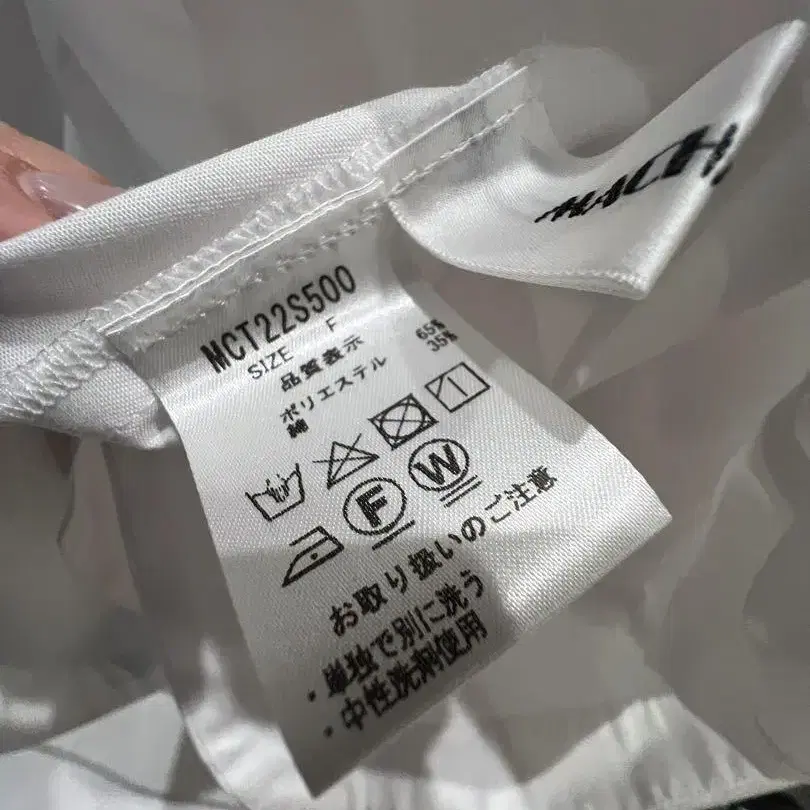 MCT22S500
SIZE F
品質表示
ポリエステル 65%
綿 35%
F W
お取り扱いのご注意
・単独で別に洗う
・中性洗剤使用